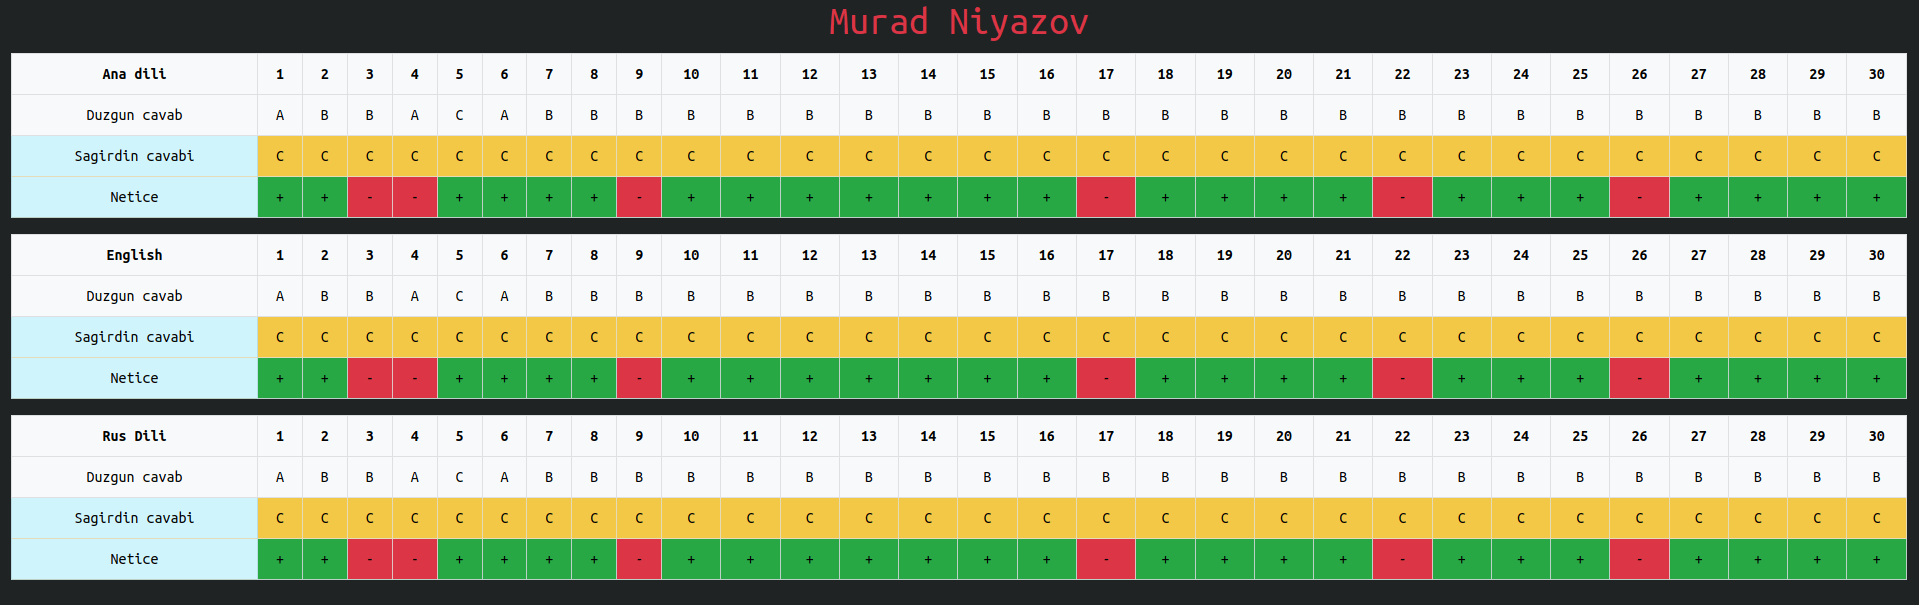 Murad Niyazov
Ana dili 1 2 3 4 5 6 7 8 9 10 11 12 13 14 15 16 17 18 19 20 21 22 23 24 25 26 27 28 29 30
Duzgun cavab A B B A C A B B B B B B B B B B B B B B B B B B B B B B B B
Sagirdin cavabi C C C C C C C C C C C C C C C C C C C C C C C C C C C C C C
Netice + + - - + + + + - + + + + + + + - + + + + - + + + - + + + +
English 1 2 3 4 5 6 7 8 9 10 11 12 13 14 15 16 17 18 19 20 21 22 23 24 25 26 27 28 29 30
Duzgun cavab A B B A C A B B B B B B B B B B B B B B B B B B B B B B B B
Sagirdin cavabi C C C C C C C C C C C C C C C C C C C C C C C C C C C C C C
Netice + + - - + + + + - + + + + + + + - + + + + - + + + - + + + +
Rus Dili 1 2 3 4 5 6 7 8 9 10 11 12 13 14 15 16 17 18 19 20 21 22 23 24 25 26 27 28 29 30
Duzgun cavab A B B A C A B B B B B B B B B B B B B B B B B B B B B B B B
Sagirdin cavabi C C C C C C C C C C C C C C C C C C C C C C C C C C C C C C
Netice + + - - + + + + - + + + + + + + - + + + + - + + + - + + + +